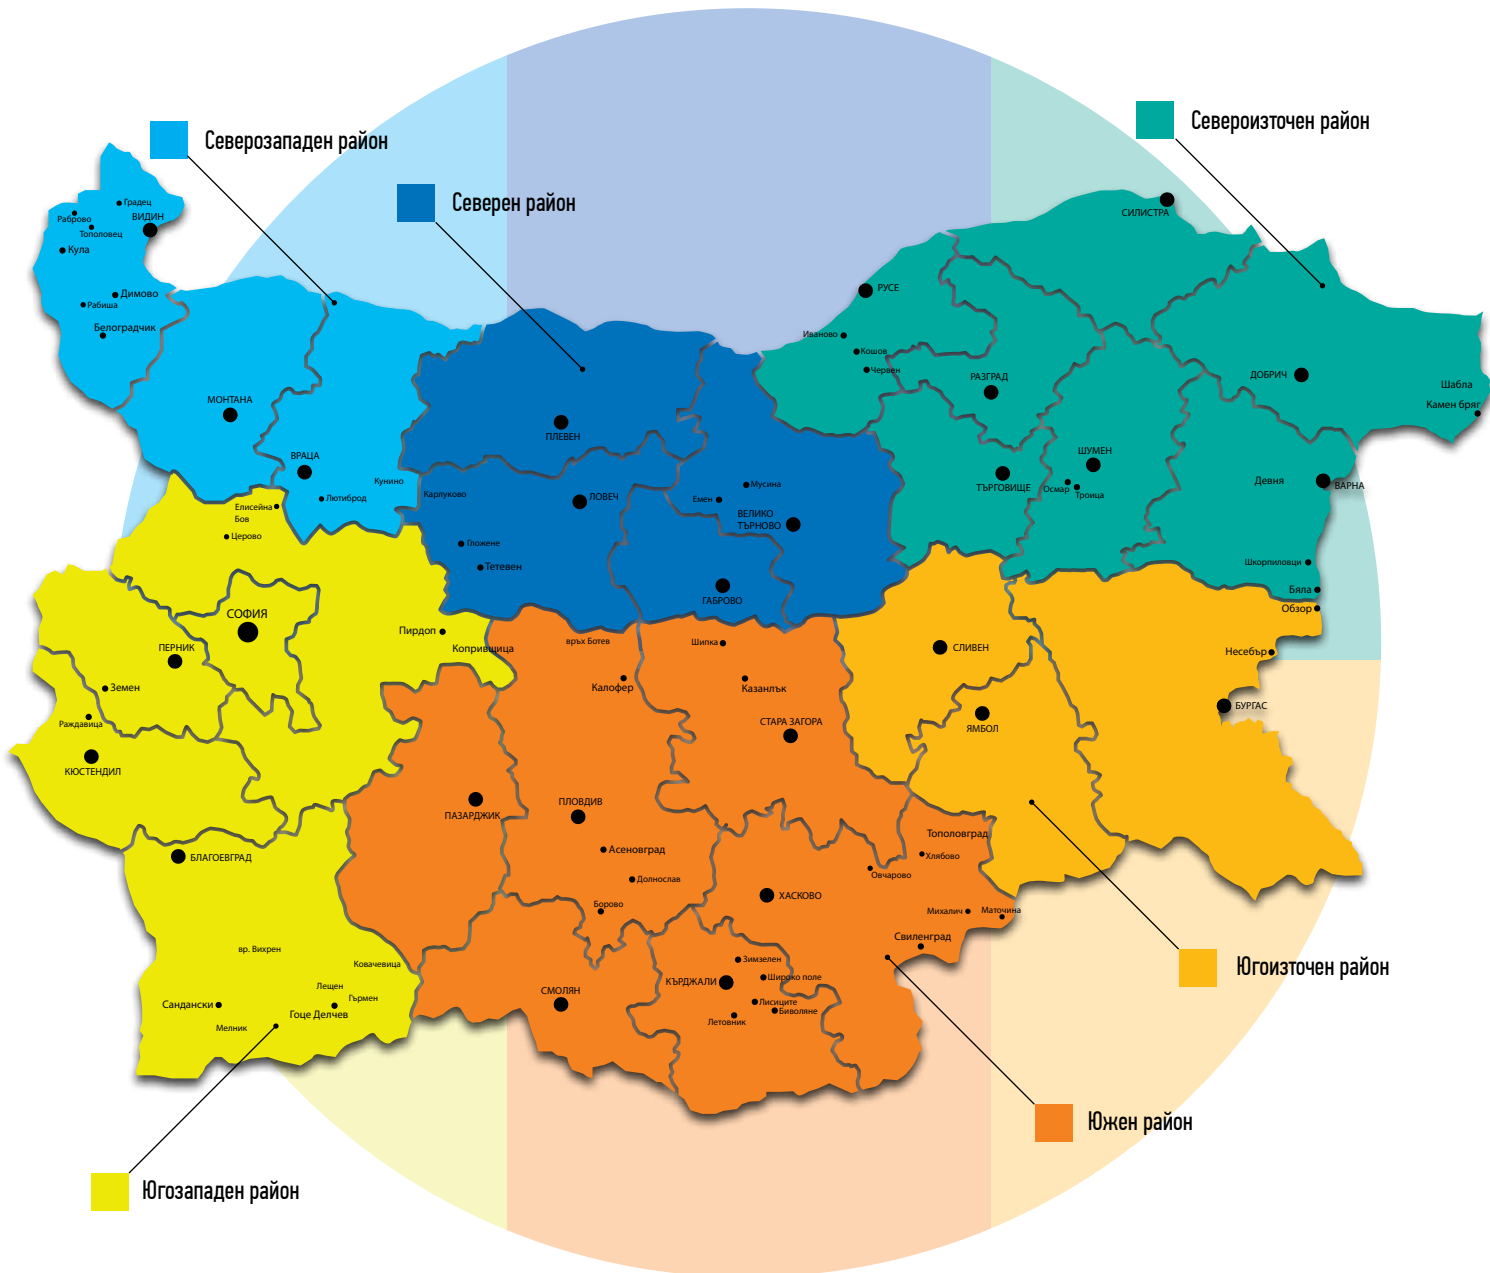 Северозападен район
Североизточен район
Северен район
Градец
Раброво
ВИДИН
Тополовец
Кула
Димово
Рабиша
Белоградчик
МОНТАНА
ВРАЦА
Лютиброд
Кунино
СИЛИСТРА
РУСЕ
Иваново
Кошов
Червен
РАЗГРАД
ДОБРИЧ
Шабла
Камен бряг
ШУМЕН
ТЪРГОВИЩЕ
Осмар
Троица
Девня
ВАРНА
Шкорпиловци
Бяла
ПЛЕВЕН
Карлуково
ЛОВЕЧ
Мусина
Емен
ВЕЛИКО
ТЪРНОВО
Гложене
Тетевен
ГАБРОВО
Елисейна
Бов
Церово
СОФИЯ
Пирдоп
Копривщица
ПЕРНИК
Земен
Раждавица
КЮСТЕНДИЛ
БЛАГОЕВГРАД
вр. Вихрен
Ковачевица
Лещен
Гърмен
Сандански
Гоце Делчев
Мелник
връх Ботев
Шипка
Калофер
Казанлък
СТАРА ЗАГОРА
ПАЗАРДЖИК
ПЛОВДИВ
Асеновград
Долнослав
Борово
Тополовград
Хлябово
Овчарово
ХАСКОВО
Михалич
Маточина
Свиленград
Зимзелен
КЪРДЖАЛИ
Широко поле
Лисиците
Биволяне
Летовник
СМОЛЯН
Обзор
Несебър
СЛИВЕН
БУРГАС
ЯМБОЛ
Югоизточен район
Южен район
Югозападен район